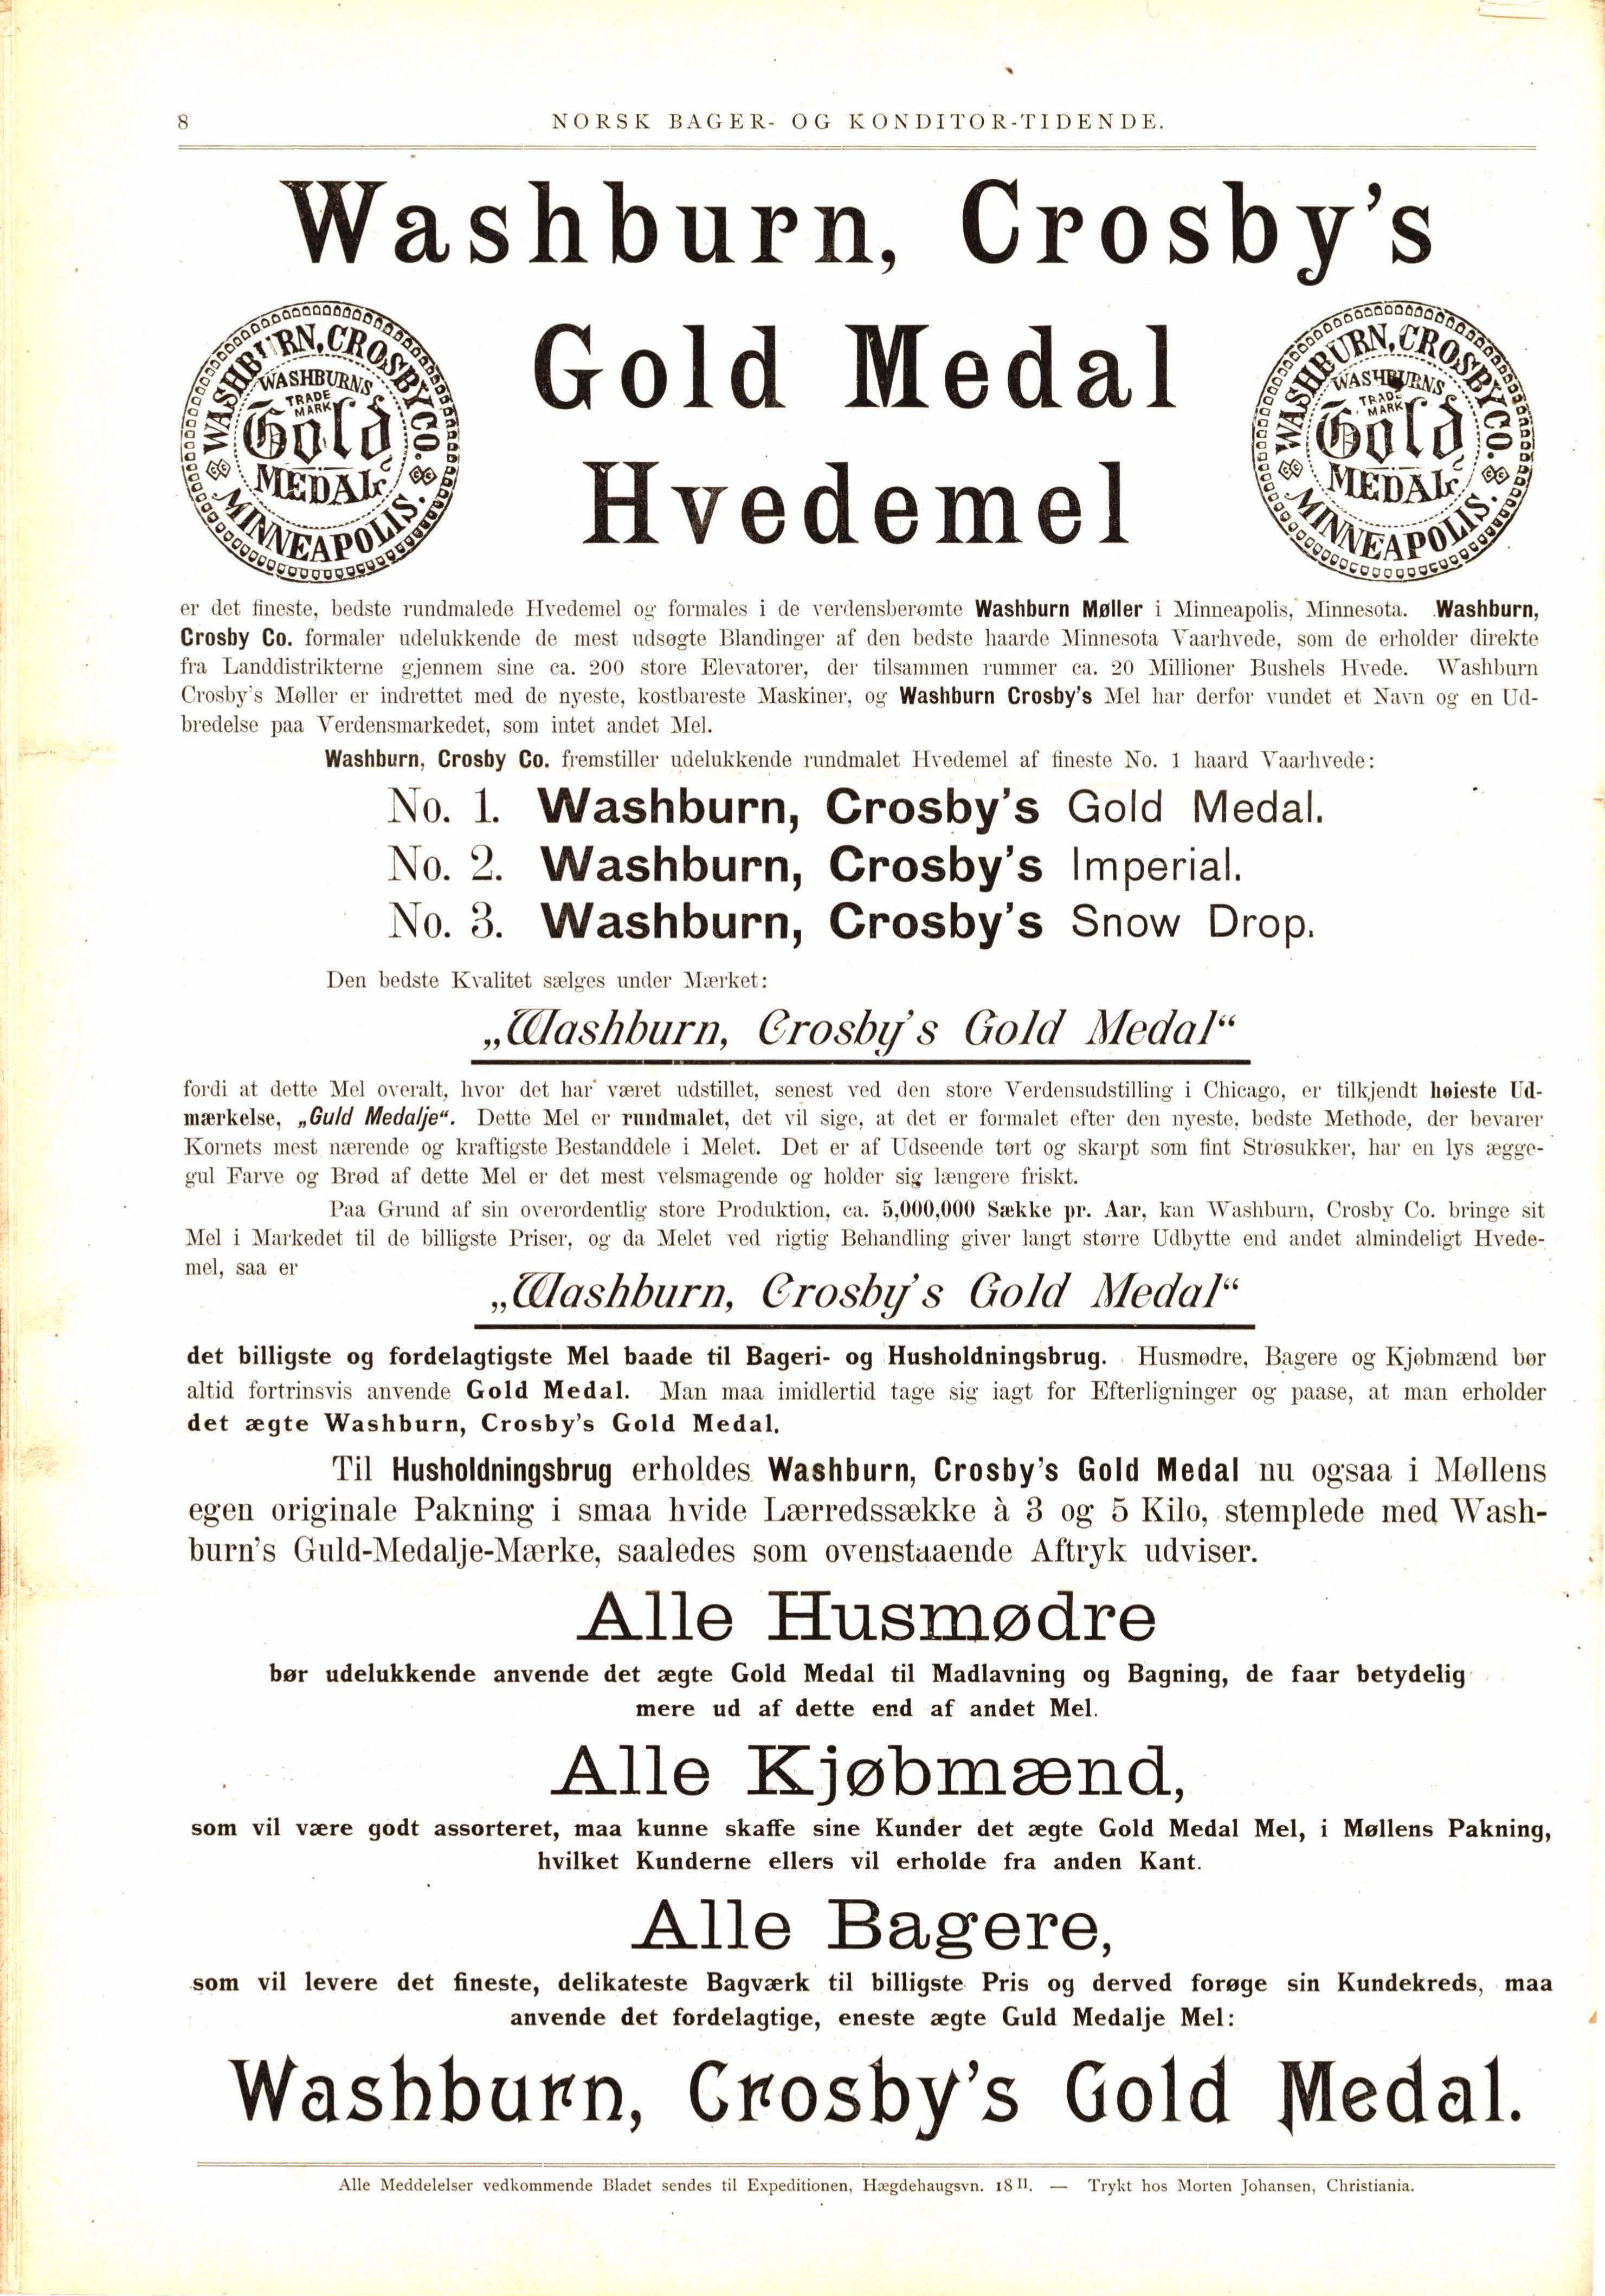 8
NORSK BAGER- OG KONDITOR-TIDENDE.
Washburn, Crosby's
Gold Medal
Hvedemel
WASHBURN, CROSBY CO.
WASHBURNS
TRADE
MARK
Gold
MEDAL
MINNEAPOLIS.
WASHBURN, CROSBY CO.
WASHBURNS
TRADE
MARK
Gold
MEDAL
MINNEAPOLIS.
er det fineste, bedste rundmalede Hvedemel og formales i de verdensberømte Washburn Møller i Minneapolis, Minnesota. Washburn,
Crosby Co. formaler udelukkende de mest udsøgte Blandinger af den bedste haarde Minnesota Vaarhvede, som de erholder direkte
fra Landdistrikterne gjennem sine ca. 200 store Elevatorer, der tilsammen rummer ca. 20 Millioner Bushels Hvede. Washburn
Crosby's Møller er indrettet med de nyeste, kostbareste Maskiner, og Washburn Crosby's Mel har derfor vundet et Navn og en Ud-
bredelse paa Verdensmarkedet, som intet andet Mel.
Washburn, Crosby Co. fremstiller udelukkende rundmalet Hvedemel af fineste No. 1 haard Vaarhvede:
No. 1. Washburn, Crosby's Gold Medal.
No. 2. Washburn, Crosby's Imperial.
No. 3. Washburn, Crosby's Snow Drop.
Den bedste Kvalitet sælges under Mærket:
„Washburn, Crosby's Gold Medal“
fordi at dette Mel overalt, hvor det har været udstillet, senest ved den store Verdensudstilling i Chicago, er tilkjendt høieste Ud-
mærkelse, „Guld Medalje“. Dette Mel er rundmalet, det vil sige, at det er formalet efter den nyeste, bedste Methode, der bevarer
Kornets mest nærende og kraftigste Bestanddele i Melet. Det er af Udseende tørt og skarpt som fint Strøsukker, har en lys ægge-
gul Farve og Brød af dette Mel er det mest velsmagende og holder sig længere friskt.
Paa Grund af sin overordentlig store Produktion, ca. 5,000,000 Sække pr. Aar, kan Washburn, Crosby Co. bringe sit
Mel i Markedet til de billigste Priser, og da Melet ved rigtig Behandling giver langt større Udbytte end andet almindeligt Hvede-
mel, saa er
„Washburn, Crosby's Gold Medal“
det billigste og fordelagtigste Mel baade til Bageri- og Husholdningsbrug. Husmødre, Bagere og Kjøbmænd bør
altid fortrinsvis anvende Gold Medal. Man maa imidlertid tage sig iagt for Efterligninger og paase, at man erholder
det ægte Washburn, Crosby's Gold Medal.
Til Husholdningsbrug erholdes Washburn, Crosby's Gold Medal nu ogsaa i Møllens
egen originale Pakning i smaa hvide Lærredssække à 3 og 5 Kilo, stemplede med Wash-
burn's Guld-Medalje-Mærke, saaledes som ovenstaaende Aftryk udviser.
Alle Husmødre
bør udelukkende anvende det ægte Gold Medal til Madlavning og Bagning, de faar betydelig
mere ud af dette end af andet Mel.
Alle Kjøbmænd,
som vil være godt assorteret, maa kunne skaffe sine Kunder det ægte Gold Medal Mel, i Møllens Pakning,
hvilket Kunderne ellers vil erholde fra anden Kant.
Alle Bagere,
som vil levere det fineste, delikateste Bagværk til billigste Pris og derved forøge sin Kundekreds, maa
anvende det fordelagtige, eneste ægte Guld Medalje Mel:
Washburn, Crosby's Gold Medal.
Alle Meddelelser vedkommende Bladet sendes til Expeditionen, Hægdehaugsvn. 18 II. — Trykt hos Morten Johansen, Christiania.